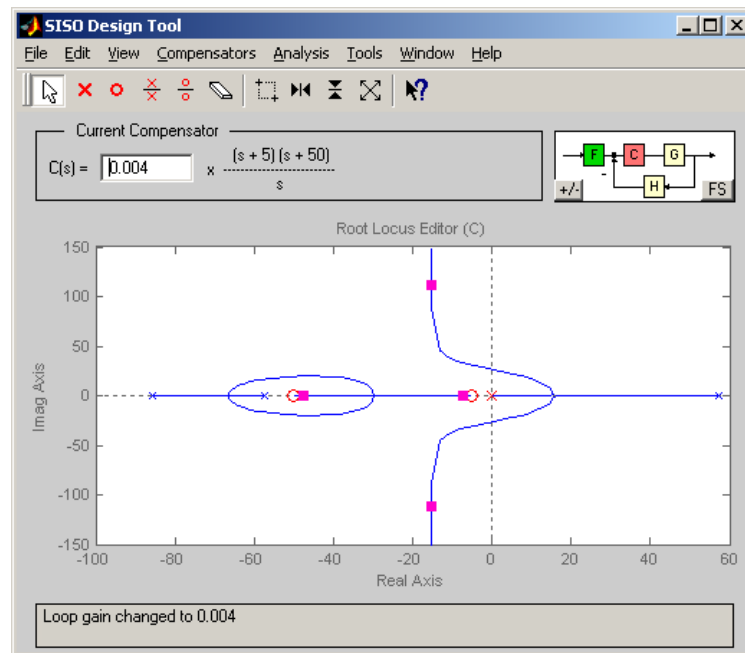 SISO Design Tool
File Edit View Compensators Analysis Tools Window Help
Current Compensator
C(s) = 0.004 x (s + 5) (s + 50)
s
F C G
H
+/- FS
Root Locus Editor (C)
150
100
50
0
-50
-100
-150
Imag Axis
-100 -80 -60 -40 -20 0 20 40 60
Real Axis
Loop gain changed to 0.004